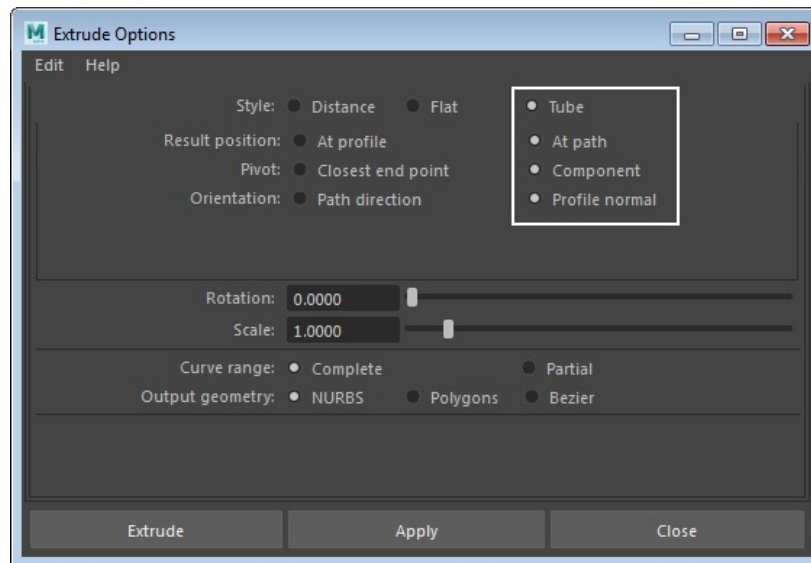 Extrude Options
Edit Help
Style: Distance Flat Tube
Result position: At profile At path
Pivot: Closest end point Component
Orientation: Path direction Profile normal
Rotation: 0.0000
Scale: 1.0000
Curve range: Complete Partial
Output geometry: NURBS Polygons Bezier
Extrude Apply Close